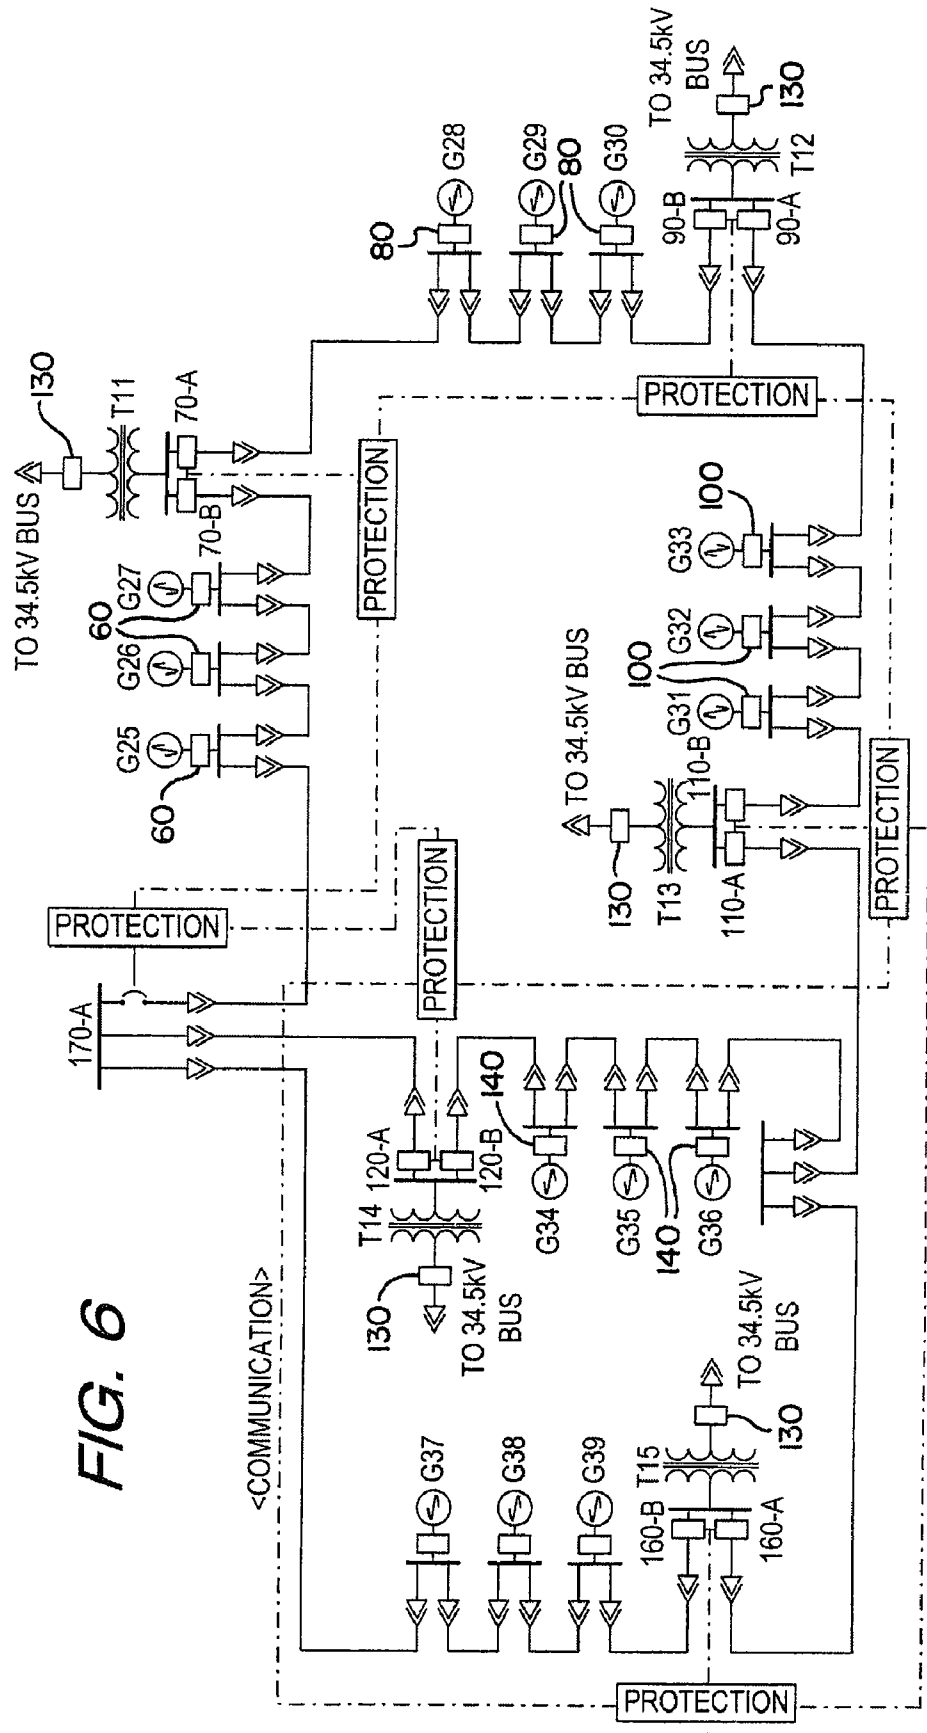 FIG. 6
<COMMUNICATION>
170-A
PROTECTION
G25
G26
G27
60
60
TO 34.5kV BUS
130
T11
70-B
70-A
PROTECTION
80
G28
G29
80
G30
TO 34.5kV
BUS
130
T12
90-B
90-A
PROTECTION
G37
G38
G39
T14
120-A
120-B
130
TO 34.5kV
BUS
PROTECTION
140
G34
G35
140
G36
TO 34.5kV BUS
130
T13
110-A
110-B
G31
G32
G33
100
100
PROTECTION
160-B
160-A
T15
130
TO 34.5kV
BUS
PROTECTION